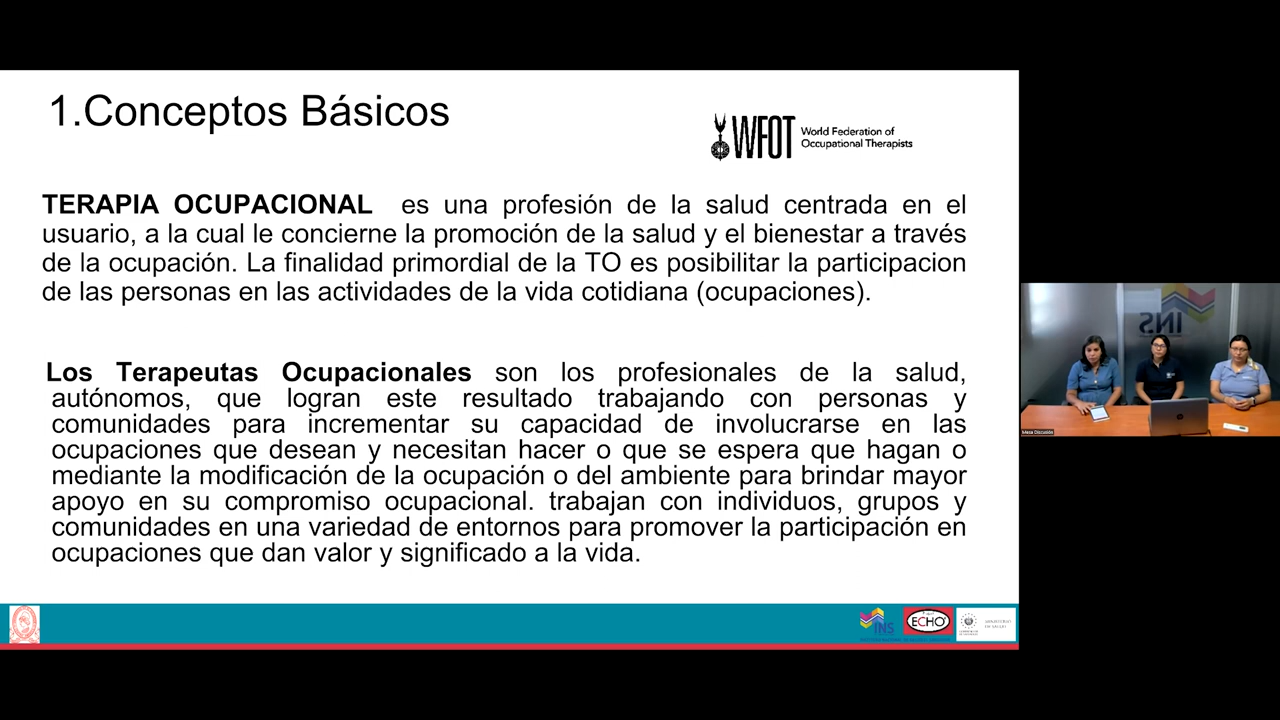 1.Conceptos Básicos
WFOT
World Federation of
Occupational Therapists
TERAPIA OCUPACIONAL es una profesión de la salud centrada en el
usuario, a la cual le concierne la promoción de la salud y el bienestar a través
de la ocupación. La finalidad primordial de la TO es posibilitar la participacion
de las personas en las actividades de la vida cotidiana (ocupaciones).
Los Terapeutas Ocupacionales son los profesionales de la salud,
autónomos, que logran este resultado trabajando con personas y
comunidades para incrementar su capacidad de involucrarse en las
ocupaciones que desean y necesitan hacer o que se espera que hagan o
mediante la modificación de la ocupación o del ambiente para brindar mayor
apoyo en su compromiso ocupacional. trabajan con individuos, grupos y
comunidades en una variedad de entornos para promover la participación en
ocupaciones que dan valor y significado a la vida.
INS
Mesa Discusión
INS
ECHO
MINISTERIO
DE SALUD